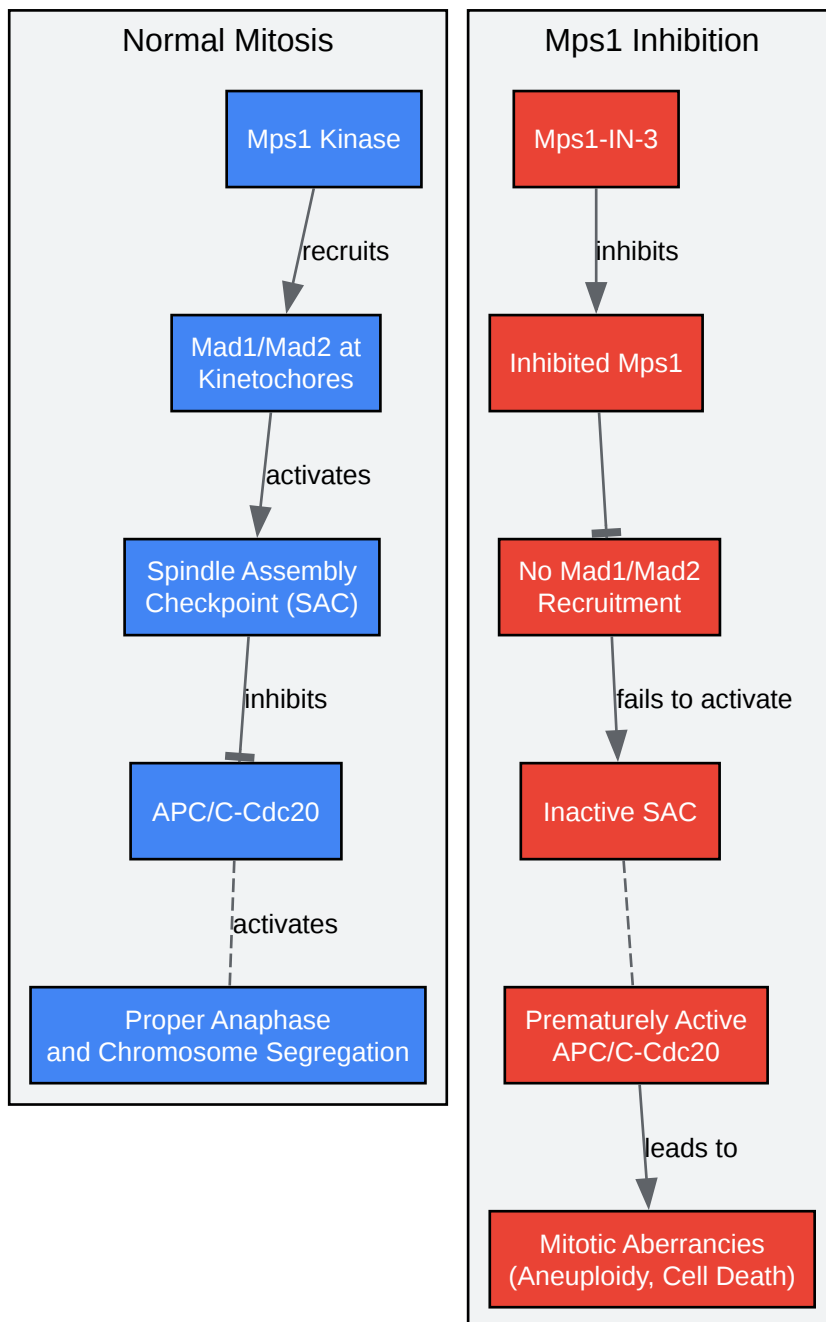 Normal Mitosis
Mps1 Kinase
recruits
Mad1/Mad2 at
Kinetochores
activates
Spindle Assembly
Checkpoint (SAC)
inhibits
APC/C-Cdc20
activates
Proper Anaphase
and Chromosome Segregation
Mps1 Inhibition
Mps1-IN-3
inhibits
Inhibited Mps1
No Mad1/Mad2
Recruitment
fails to activate
Inactive SAC
Prematurely Active
APC/C-Cdc20
leads to
Mitotic Aberrancies
(Aneuploidy, Cell Death)